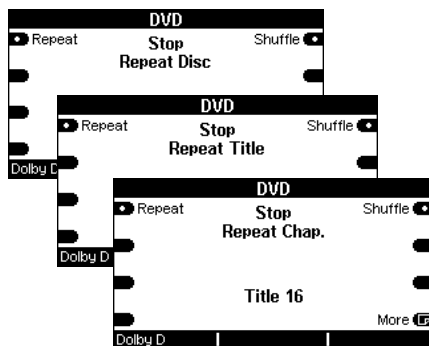 DVD
Repeat Stop Shuffle
Repeat Disc
Dolby D
DVD
Repeat Stop Shuffle
Repeat Title
Dolby D
DVD
Repeat Stop Shuffle
Repeat Chap.
Title 16
More
Dolby D